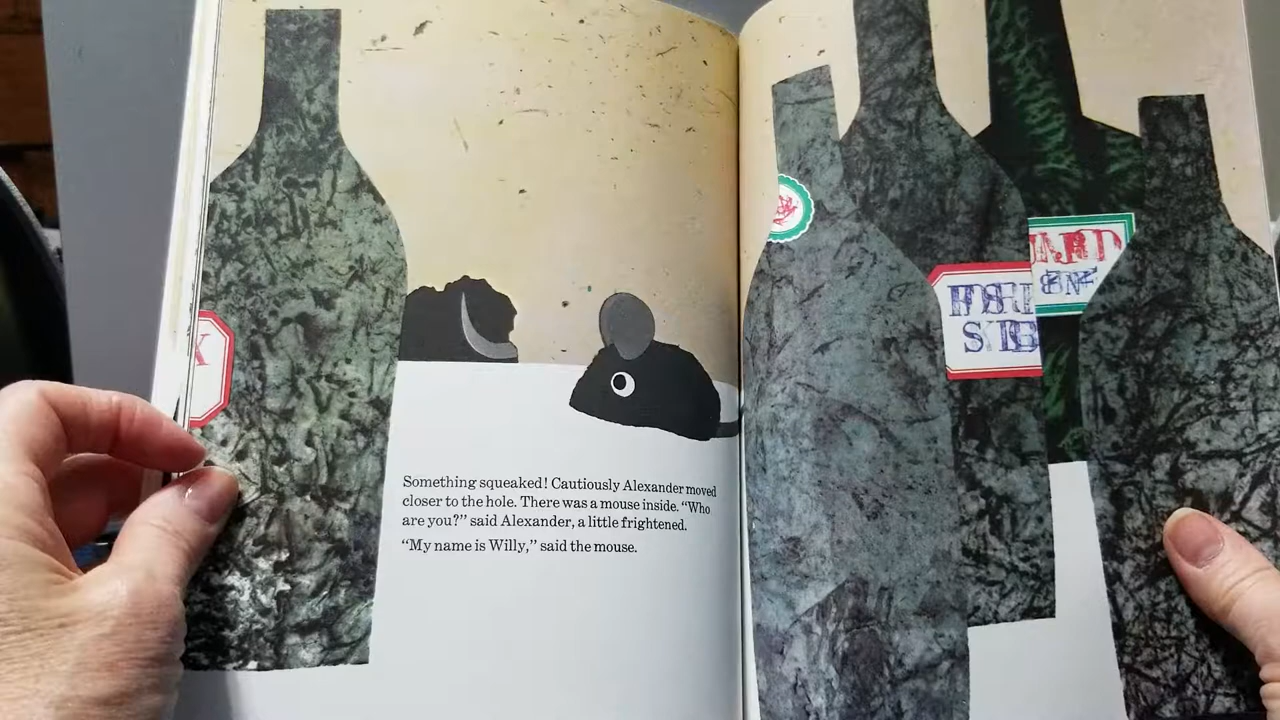 Something squeaked! Cautiously Alexander moved
closer to the hole. There was a mouse inside. “Who
are you?” said Alexander, a little frightened.
“My name is Willy,” said the mouse.